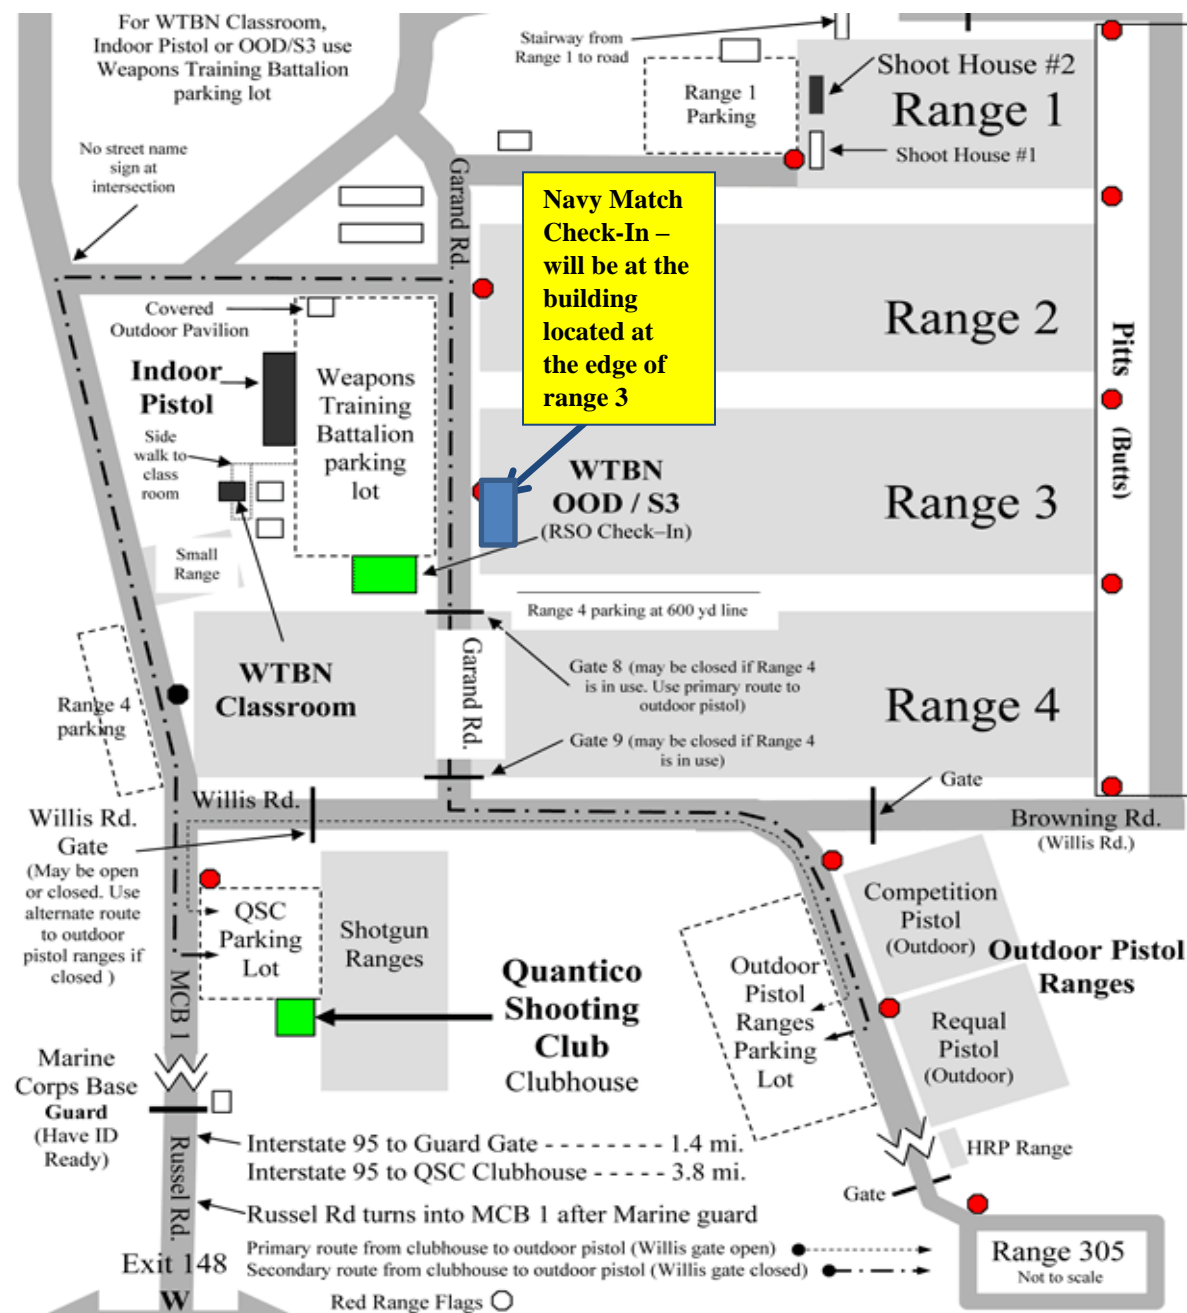 For WTBN Classroom,
Indoor Pistol or OOD/S3 use
Weapons Training Battalion
parking lot
Stairway from
Range 1 to road
Range 1
Parking
Shoot House #2
Range 1
Shoot House #1
No street name
sign at
intersection
Garand Rd.
Navy Match
Check-In –
will be at the
building
located at
the edge of
range 3
Covered
Outdoor Pavilion
Indoor
Pistol
Weapons
Training
Battalion
parking
lot
Side
walk to
class
room
Small
Range
Range 2
Pitts (Butts)
WTBN
OOD / S3
(RSO Check–In)
Range 3
Range 4 parking at 600 yd line
WTBN
Classroom
Range 4
parking
Garand Rd.
Gate 8 (may be closed if Range 4
is in use. Use primary route to
outdoor pistol)
Gate 9 (may be closed if Range 4
is in use)
Range 4
Gate
Willis Rd.
Browning Rd.
(Willis Rd.)
Willis Rd.
Gate
(May be open
or closed. Use
alternate route
to outdoor
pistol ranges if
closed )
QSC
Parking
Lot
Shotgun
Ranges
MCB 1
Quantico
Shooting
Club
Clubhouse
Competition
Pistol
(Outdoor)
Outdoor Pistol
Ranges
Outdoor
Pistol
Ranges
Parking
Lot
Requal
Pistol
(Outdoor)
Marine
Corps Base
Guard
(Have ID
Ready)
Russel Rd.
Interstate 95 to Guard Gate - - - - - - - - 1.4 mi.
Interstate 95 to QSC Clubhouse - - - - - 3.8 mi.
Russel Rd turns into MCB 1 after Marine guard
HRP Range
Gate
Range 305
Not to scale
Exit 148
W
Primary route from clubhouse to outdoor pistol (Willis gate open)
Secondary route from clubhouse to outdoor pistol (Willis gate closed)
Red Range Flags